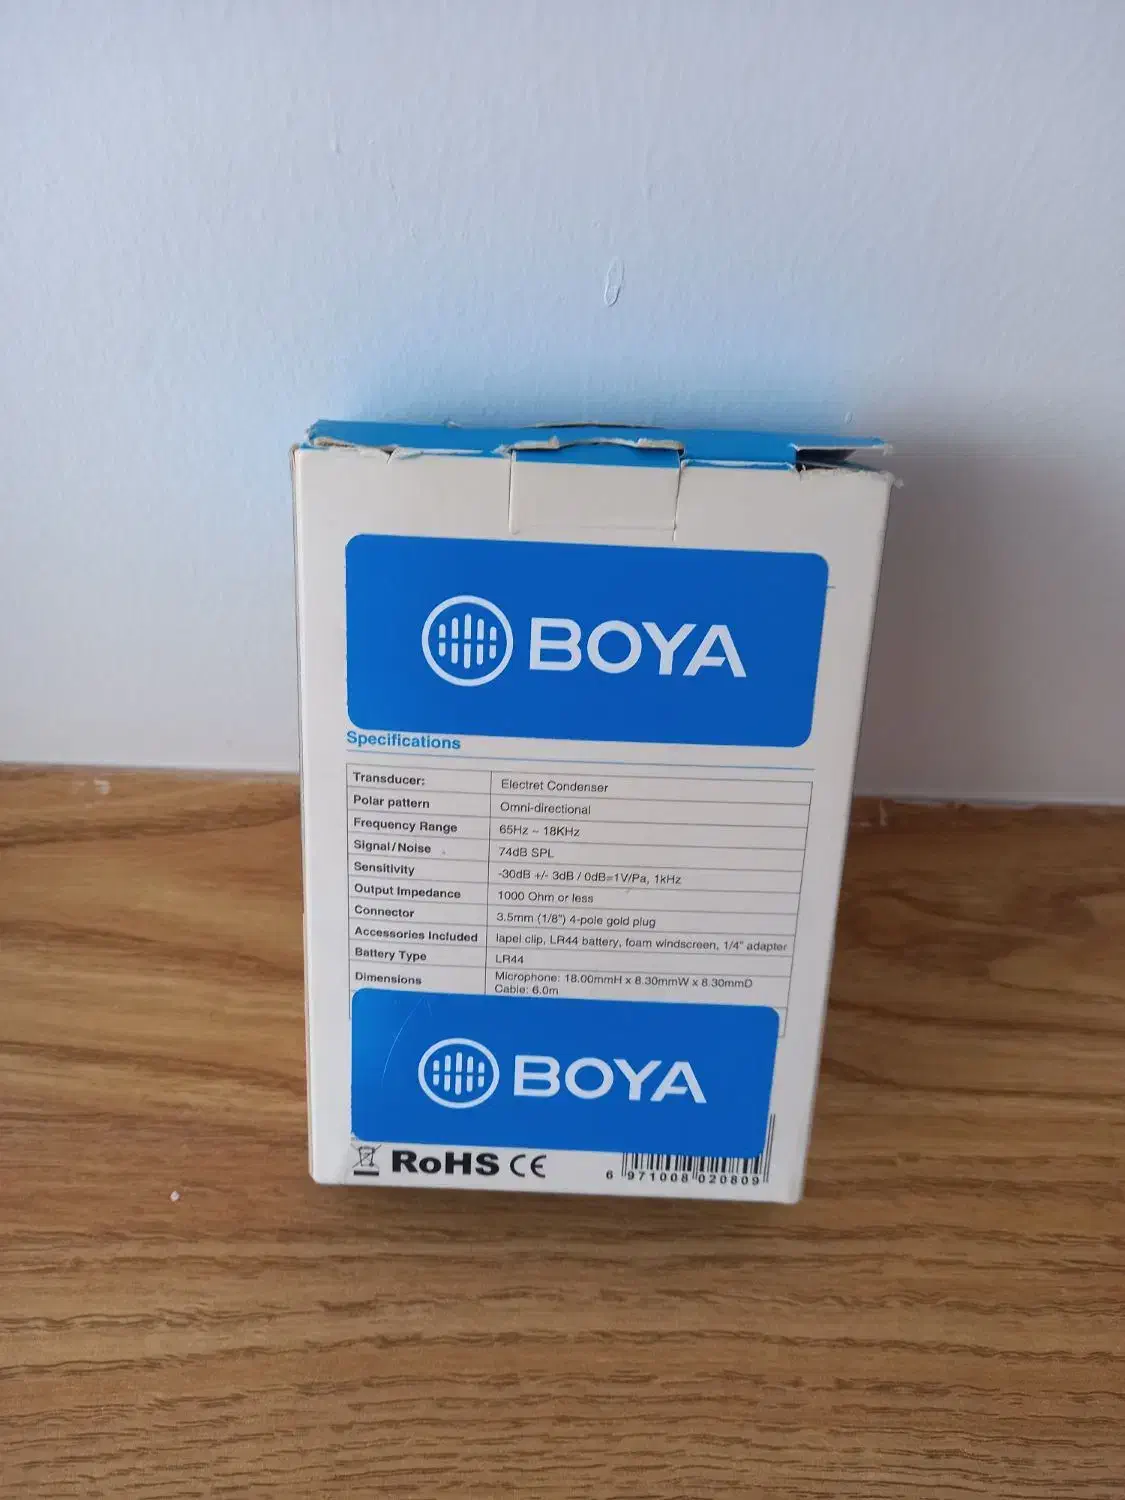 BOYA
Specifications
Transducer: Electret Condenser
Polar pattern Omni-directional
Frequency Range 65Hz ~ 18KHz
Signal/Noise 74dB SPL
Sensitivity -30dB +/- 3dB / 0dB=1V/Pa, 1kHz
Output Impedance 1000 Ohm or less
Connector 3.5mm (1/8") 4-pole gold plug
Accessories Included lapel clip, LR44 battery, foam windscreen, 1/4" adapter
Battery Type LR44
Dimensions Microphone: 18.00mmH x 8.30mmW x 8.30mmD
Cable: 6.0m
BOYA
RoHS CE
6 971008 020809